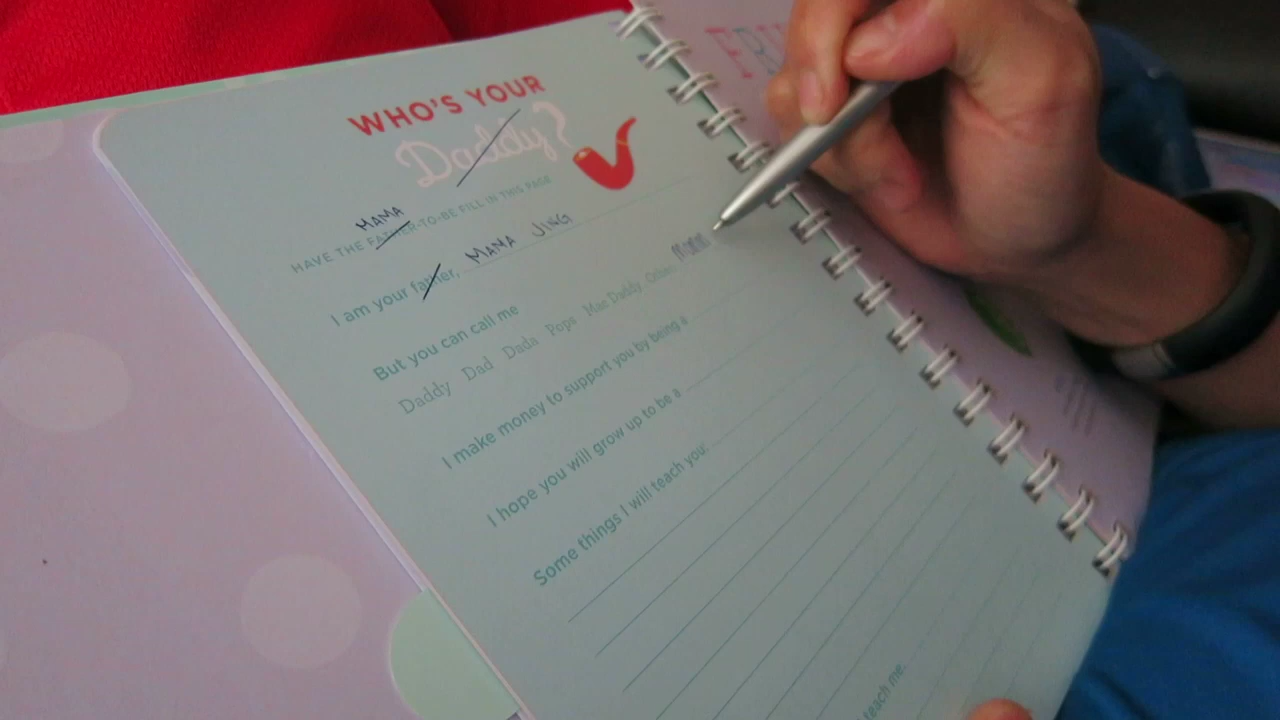 WHO'S YOUR
Daddy?
MAMA
HAVE THE FATHER-TO-BE FILL IN THIS PAGE
I am your father, MAMA JING
But you can call me
Daddy Dad Dada Pops Mac Daddy Other: MAMA
I make money to support you by being a
I hope you will grow up to be a
Some things I will teach you:
teach me.